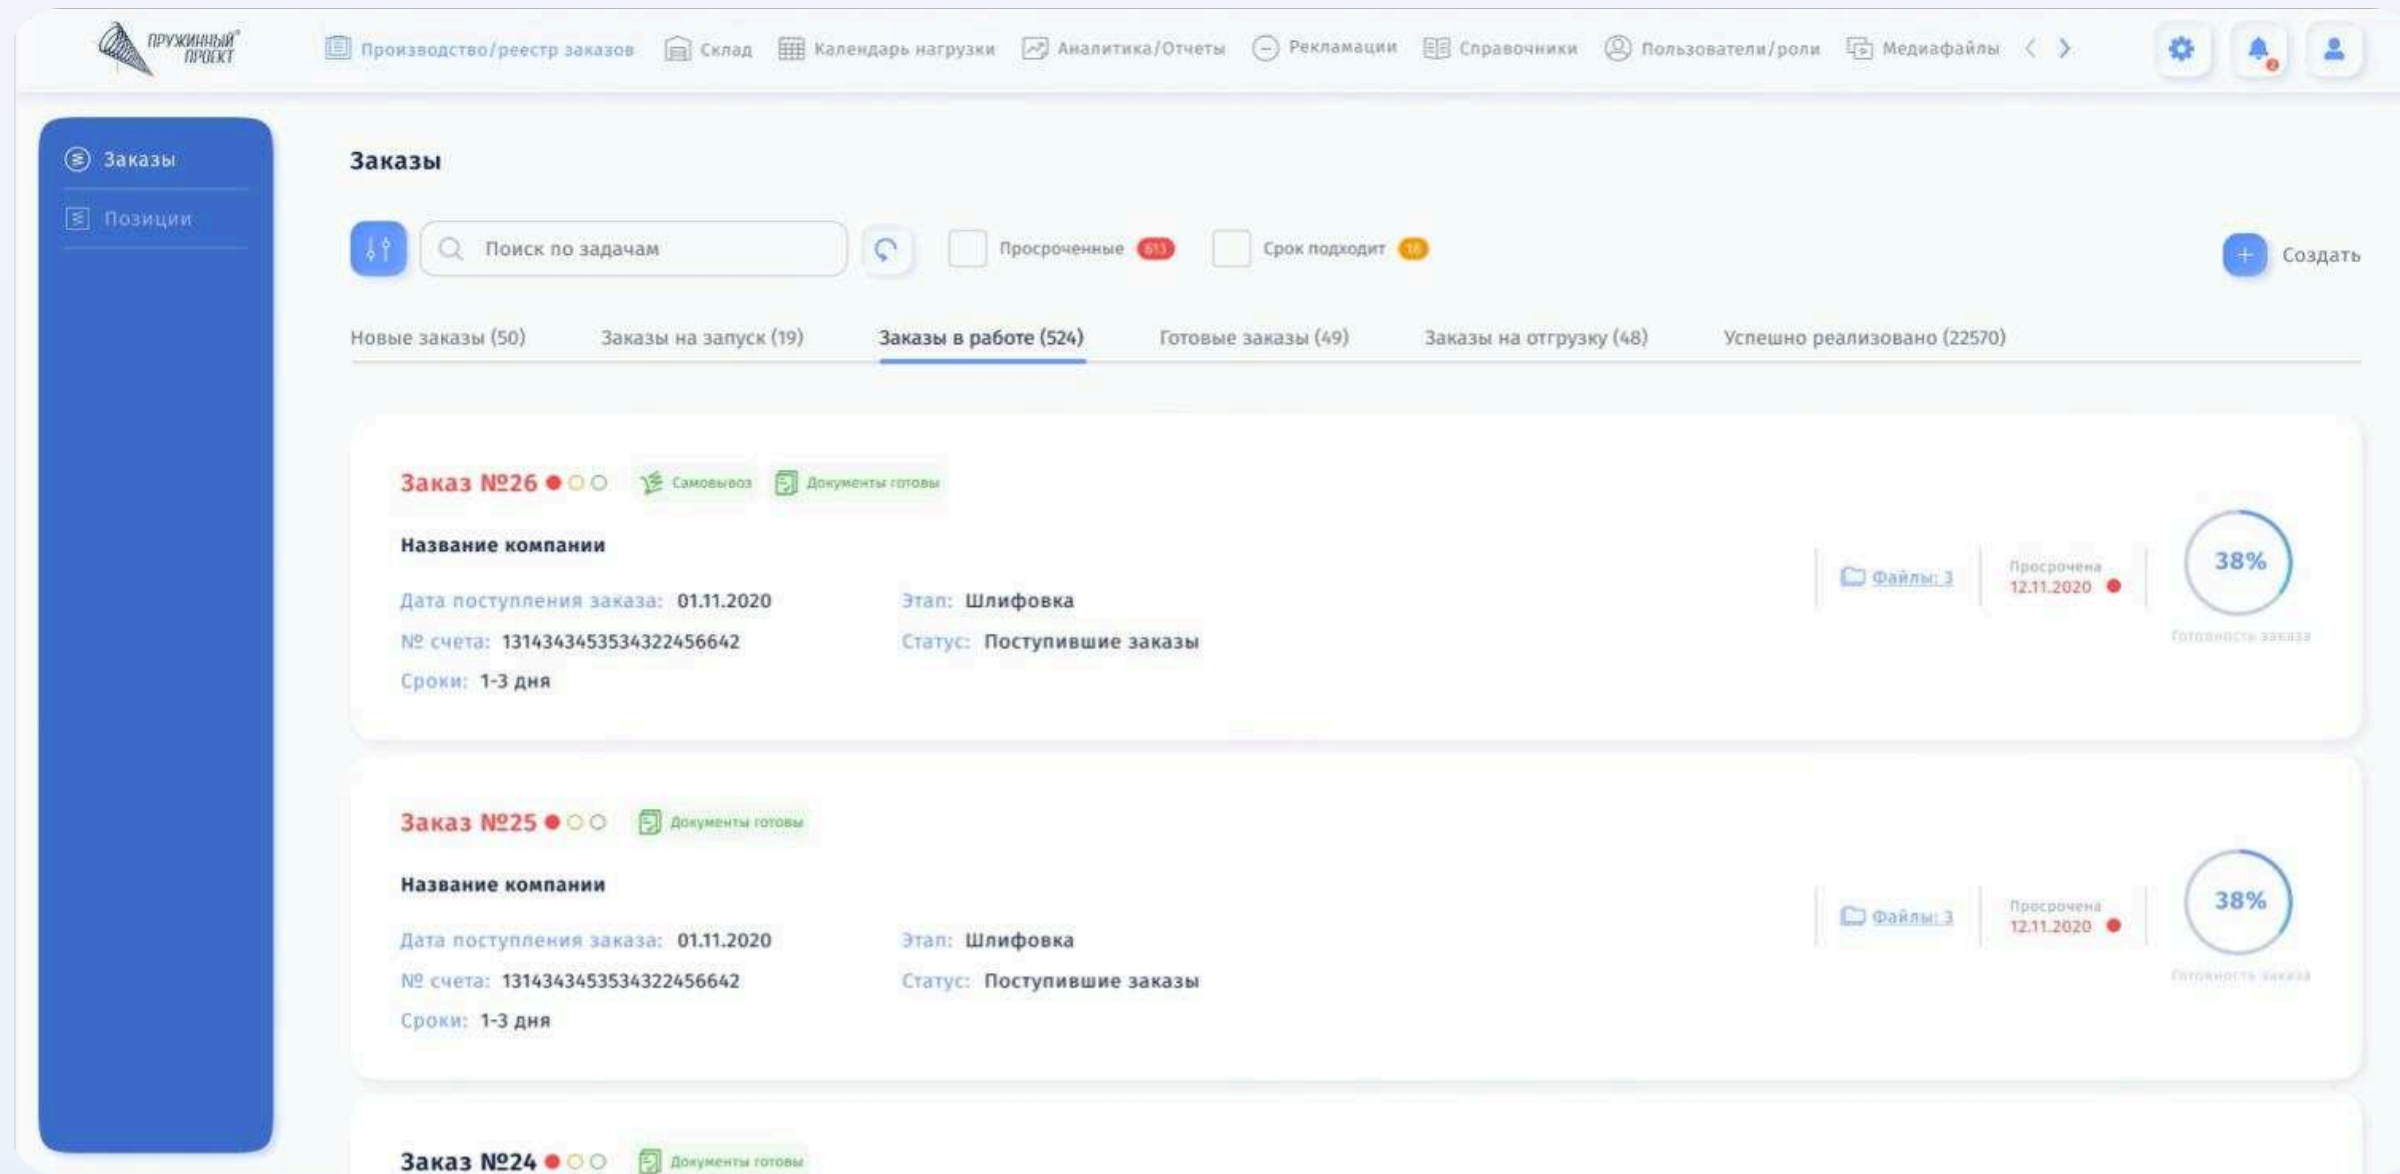 ПРУЖИННЫЙ ПРОЕКТ
Производство/реестр заказов Склад Календарь нагрузки Аналитика/Отчеты Рекламации Справочники Пользователи/роли Медиафайлы
2
Заказы
Позиции
Заказы
Поиск по задачам Просроченные 613 Срок подходит 16 Создать
Новые заказы (50) Заказы на запуск (19) Заказы в работе (524) Готовые заказы (49) Заказы на отгрузку (48) Успешно реализовано (22570)
Заказ №26 Самовывоз Документы готовы
Название компании
Дата поступления заказа: 01.11.2020 Этап: Шлифовка
№ счета: 1314343453534322456642 Статус: Поступившие заказы
Сроки: 1-3 дня
Файлы: 3
Просрочена
12.11.2020
38%
Готовность заказа
Заказ №25 Документы готовы
Название компании
Дата поступления заказа: 01.11.2020 Этап: Шлифовка
№ счета: 1314343453534322456642 Статус: Поступившие заказы
Сроки: 1-3 дня
Файлы: 3
Просрочена
12.11.2020
38%
Готовность заказа
Заказ №24 Документы готовы